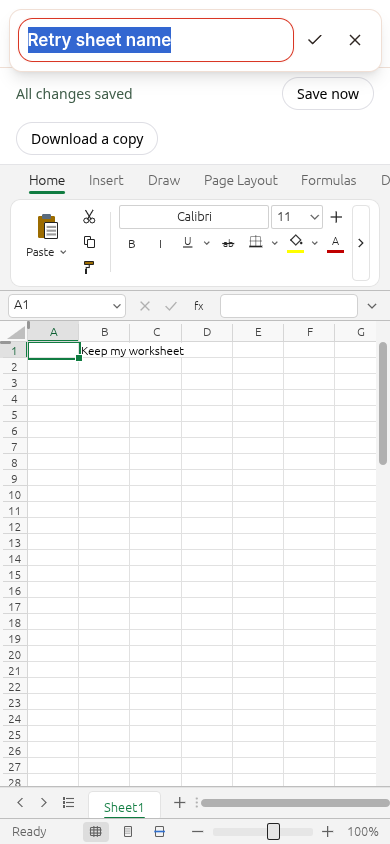 Retry sheet name
All changes saved
Save now
Download a copy
Home Insert Draw Page Layout Formulas D
Paste
Calibri 11
B I U ab A
A1 fx
A B C D E F G
1 Keep my worksheet
2
3
4
5
6
7
8
9
10
11
12
13
14
15
16
17
18
19
20
21
22
23
24
25
26
27
28
Sheet1
Ready 100%